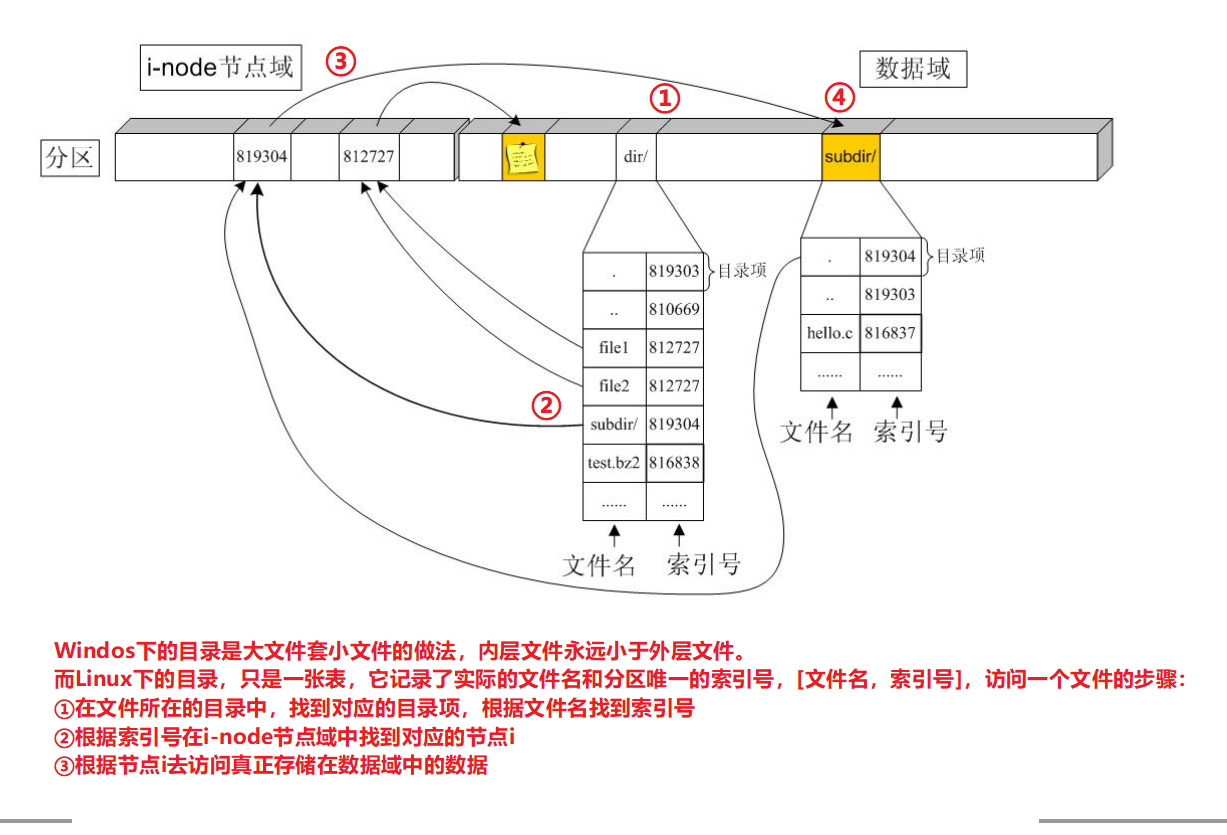 i-node节点域
③
①
④
数据域
分区
819304
812727
dir/
subdir/
. 819303
目录项
.. 810669
file1 812727
file2 812727
②
subdir/ 819304
test.bz2 816838
...... ......
文件名 索引号
. 819304
目录项
.. 819303
hello.c 816837
...... ......
文件名 索引号
Windos下的目录是大文件套小文件的做法，内层文件永远小于外层文件。
而Linux下的目录，只是一张表，它记录了实际的文件名和分区唯一的索引号，[文件名，索引号]，访问一个文件的步骤：
①在文件所在的目录中，找到对应的目录项，根据文件名找到索引号
②根据索引号在i-node节点域中找到对应的节点i
③根据节点i去访问真正存储在数据域中的数据